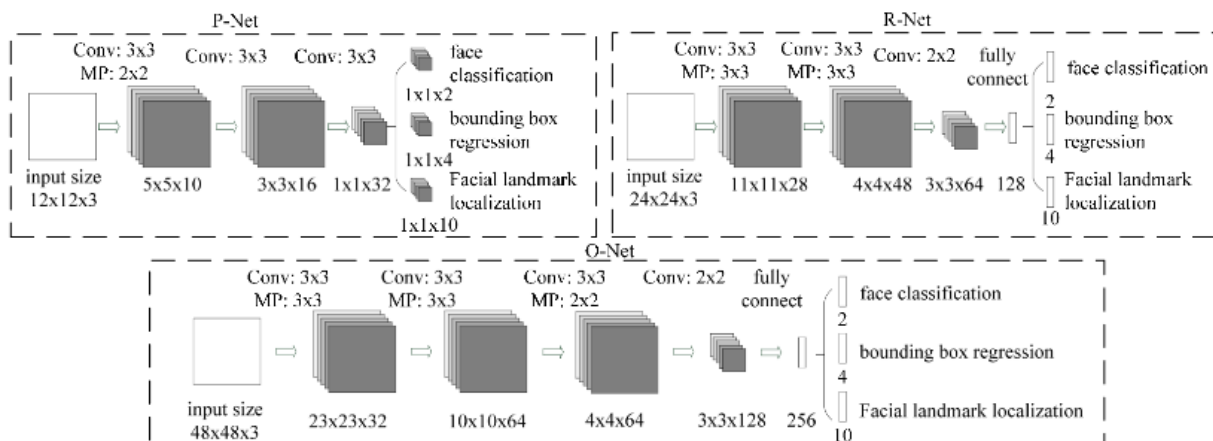 P-Net
Conv: 3x3
MP: 2x2
Conv: 3x3
Conv: 3x3
face
classification
1x1x2
bounding box
regression
1x1x4
Facial landmark
localization
1x1x10
input size
12x12x3
5x5x10
3x3x16
1x1x32
R-Net
Conv: 3x3
MP: 3x3
Conv: 3x3
MP: 3x3
Conv: 2x2
fully
connect
face classification
2
bounding box
regression
4
Facial landmark
localization
10
input size
24x24x3
11x11x28
4x4x48
3x3x64
128
O-Net
Conv: 3x3
MP: 3x3
Conv: 3x3
MP: 3x3
Conv: 3x3
MP: 2x2
Conv: 2x2
fully
connect
face classification
2
bounding box regression
4
Facial landmark localization
10
input size
48x48x3
23x23x32
10x10x64
4x4x64
3x3x128
256